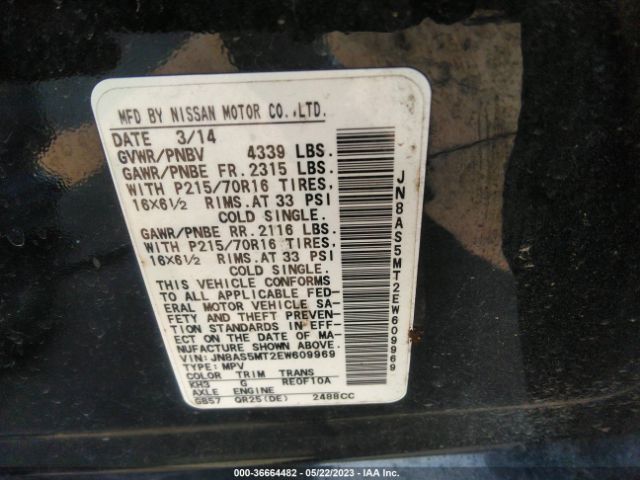 MFD BY NISSAN MOTOR CO.,LTD.
DATE 3/14
GVWR/PNBV 4339 LBS.
GAWR/PNBE FR. 2315 LBS.
WITH P215/70R16 TIRES,
16X6½ RIMS. AT 33 PSI
COLD SINGLE.
GAWR/PNBE RR. 2116 LBS.
WITH P215/70R16 TIRES,
16X6½ RIMS. AT 33 PSI
COLD SINGLE.
THIS VEHICLE CONFORMS
TO ALL APPLICABLE FED-
ERAL MOTOR VEHICLE SA-
FETY AND THEFT PREVEN-
TION STANDARDS IN EFF-
ECT ON THE DATE OF MA-
NUFACTURE SHOWN ABOVE.
VIN: JN8AS5MT2EW609969
TYPE: MPV
COLOR TRIM TRANS
KH3 G RE0F10A
AXLE ENGINE
GB57 QR25(DE) 2488CC
JN8AS5MT2EW609969
000-36664482 - 05/22/2023 - IAA Inc.